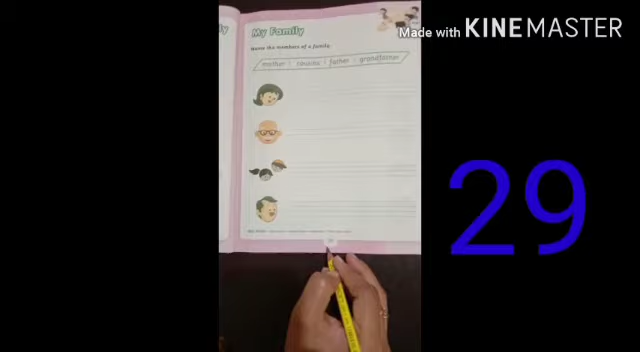 Made with KINEMASTER
My Family
Name the members of a family.
mother cousins father grandfather
29